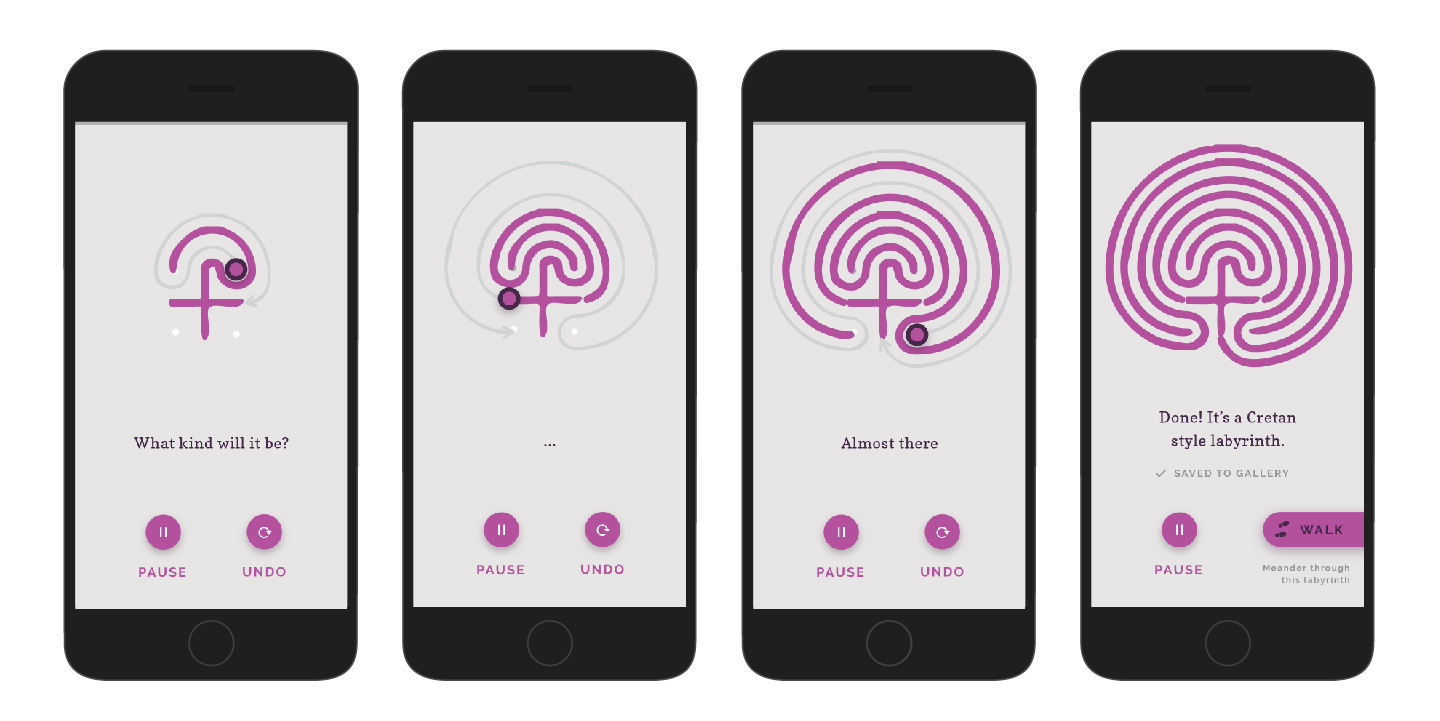 What kind will it be?
PAUSE
UNDO
...
PAUSE
UNDO
Almost there
PAUSE
UNDO
Done! It's a Cretan
style labyrinth.
SAVED TO GALLERY
PAUSE
WALK
Meander through
this labyrinth